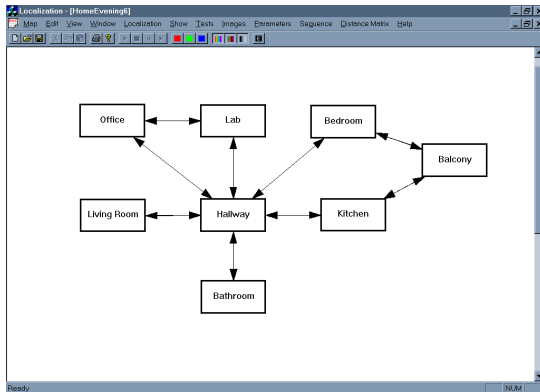 Localization - [HomeEvening6]
Map Edit View Window Localization Show Tests Images Parameters Sequence Distance Matrix Help
Office
Lab
Bedroom
Balcony
Living Room
Hallway
Kitchen
Bathroom
Ready
NUM